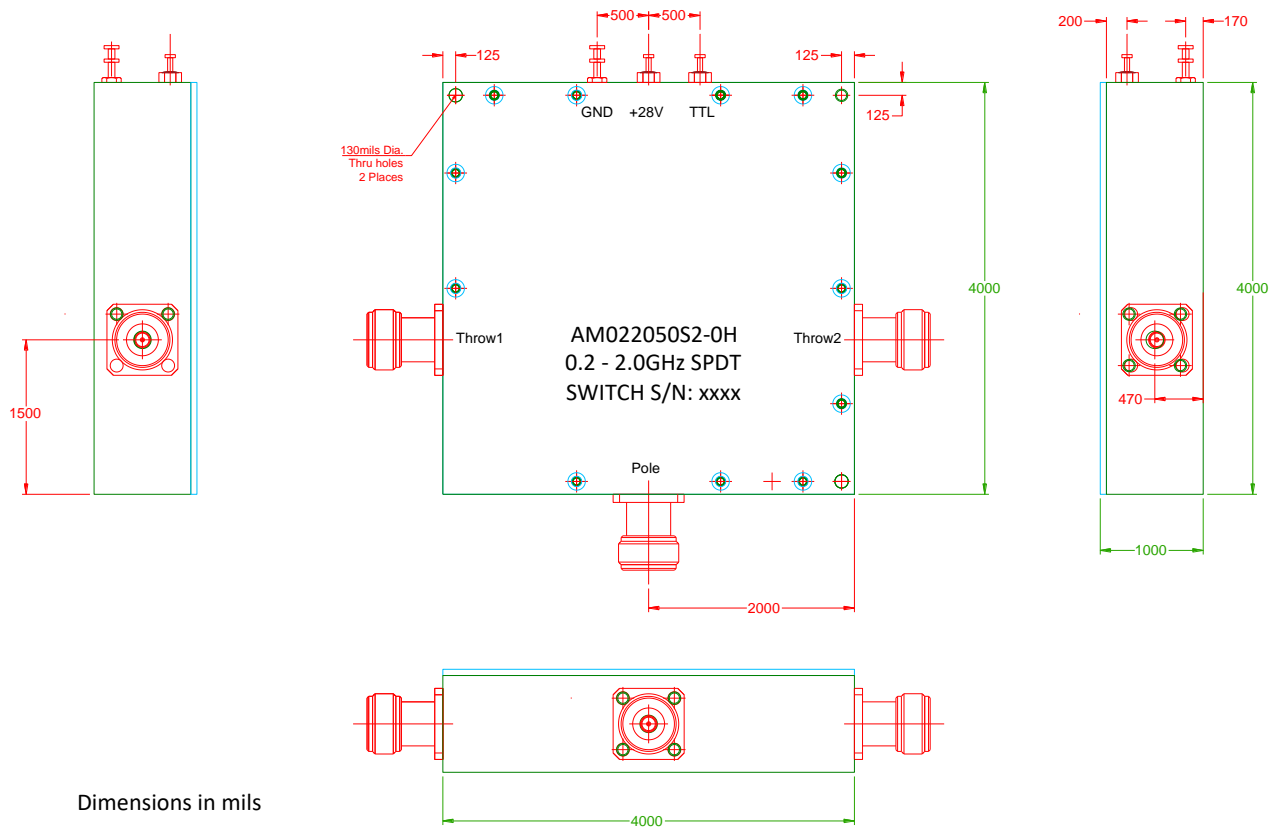 500
500
200
170
125
125
GND
+28V
TTL
125
130mils Dia.
Thru holes
2 Places
4000
4000
Throw1
AM022050S2-0H
Throw2
0.2 - 2.0GHz SPDT
SWITCH S/N: xxxx
1500
470
Pole
1000
2000
Dimensions in mils
4000